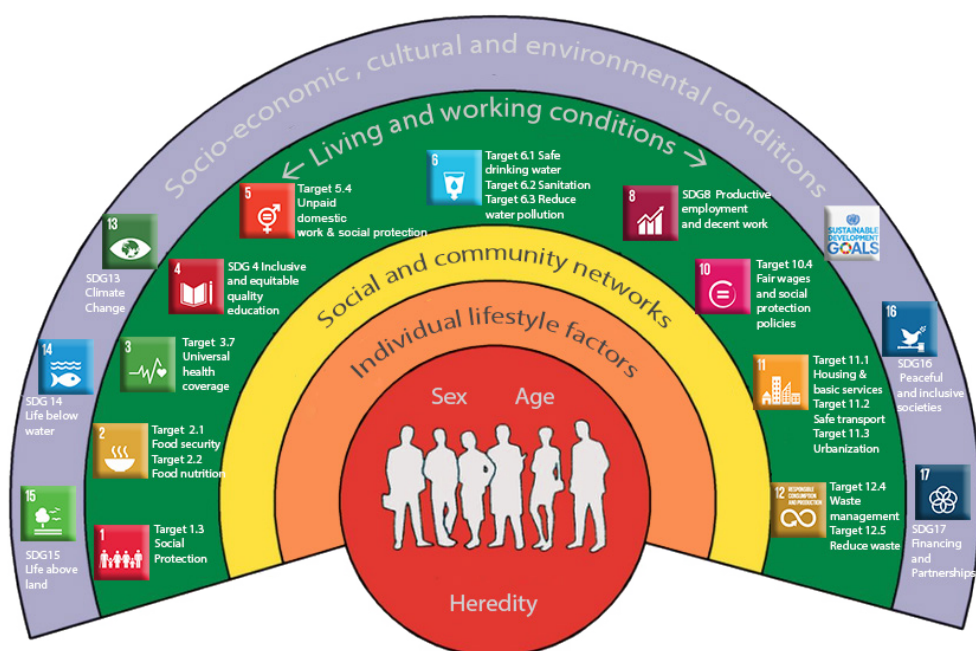 Socio-economic , cultural and environmental conditions
← Living and working conditions →
Social and community networks
Individual lifestyle factors
Sex Age
Heredity
13
SDG13
Climate
Change
14
SDG 14
Life below
water
15
SDG15
Life above
land
5
Target 5.4
Unpaid
domestic
work & social protection
4
SDG 4 Inclusive
and equitable
quality
education
3
Target 3.7
Universal
health
coverage
2
Target 2.1
Food security
Target 2.2
Food nutrition
1
Target 1.3
Social
Protection
6
Target 6.1 Safe
drinking water
Target 6.2 Sanitation
Target 6.3 Reduce
water pollution
8
SDG8 Productive
employment
and decent work
10
Target 10.4
Fair wages
and social
protection
policies
11
Target 11.1
Housing &
basic services
Target 11.2
Safe transport
Target 11.3
Urbanization
12 RESPONSIBLE
CONSUMPTION
AND PRODUCTION
Target 12.4
Waste
management
Target 12.5
Reduce waste
SUSTAINABLE
DEVELOPMENT
GOALS
16
SDG16
Peaceful
and inclusive
societies
17
SDG17
Financing
and
Partnerships